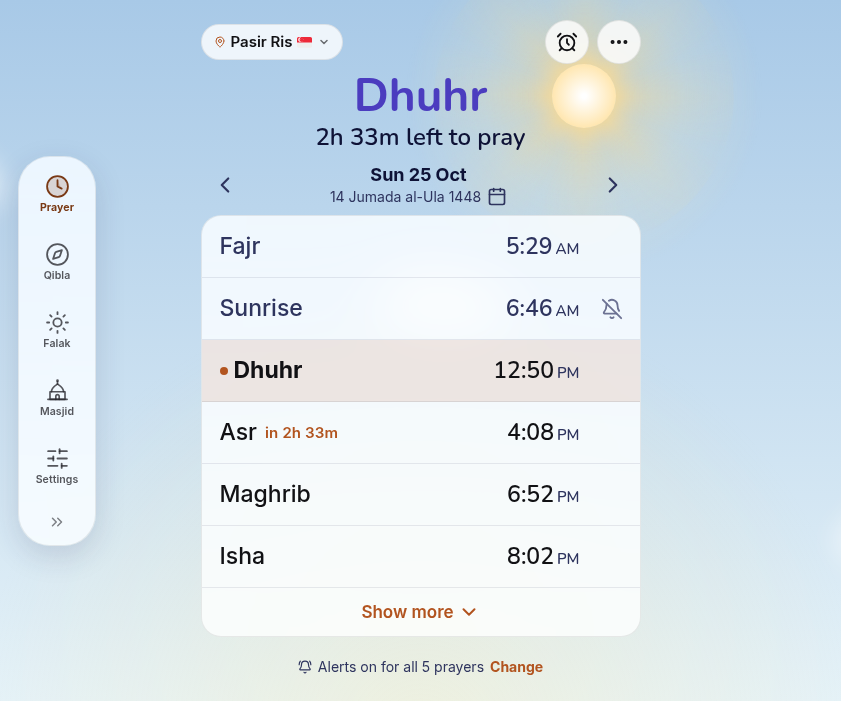 Pasir Ris
Dhuhr
2h 33m left to pray
Sun 25 Oct
14 Jumada al-Ula 1448
Prayer
Qibla
Falak
Masjid
Settings
Fajr 5:29 AM
Sunrise 6:46 AM
Dhuhr 12:50 PM
Asr in 2h 33m 4:08 PM
Maghrib 6:52 PM
Isha 8:02 PM
Show more
Alerts on for all 5 prayers Change